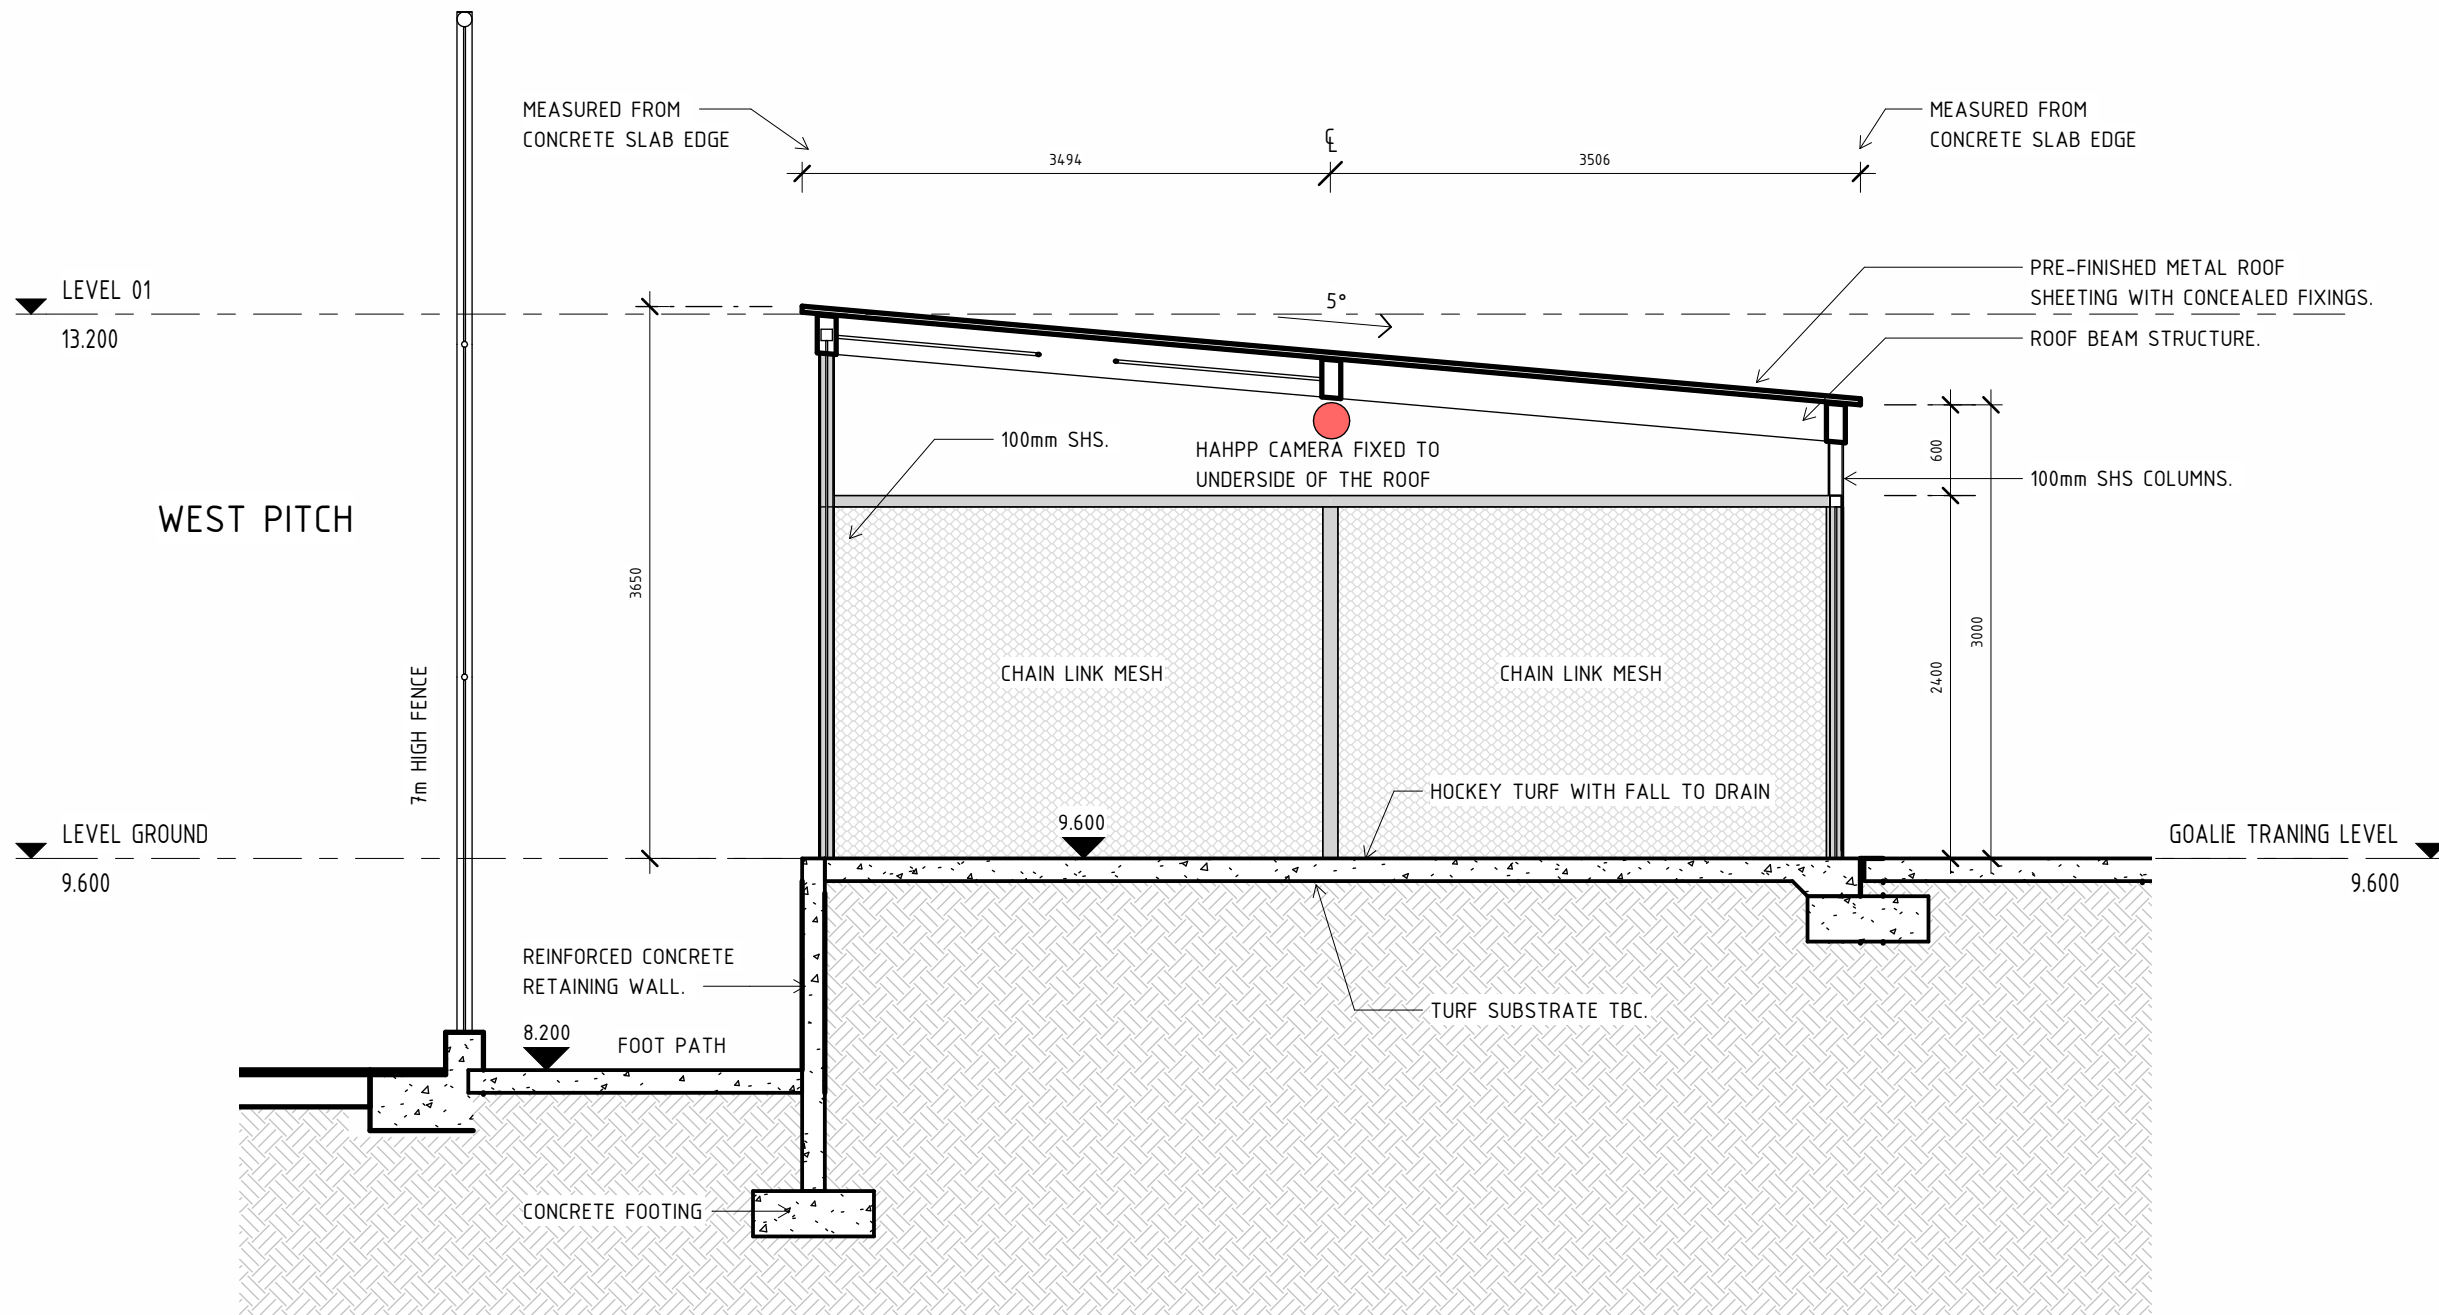 MEASURED FROM
CONCRETE SLAB EDGE
MEASURED FROM
CONCRETE SLAB EDGE
℄
3494
3506
LEVEL 01
13.200
5°
PRE-FINISHED METAL ROOF
SHEETING WITH CONCEALED FIXINGS.
ROOF BEAM STRUCTURE.
100mm SHS.
HAHPP CAMERA FIXED TO
UNDERSIDE OF THE ROOF
600
100mm SHS COLUMNS.
WEST PITCH
3650
3000
2400
7m HIGH FENCE
CHAIN LINK MESH
CHAIN LINK MESH
HOCKEY TURF WITH FALL TO DRAIN
9.600
LEVEL GROUND
9.600
GOALIE TRANING LEVEL
9.600
REINFORCED CONCRETE
RETAINING WALL.
TURF SUBSTRATE TBC.
8.200
FOOT PATH
CONCRETE FOOTING